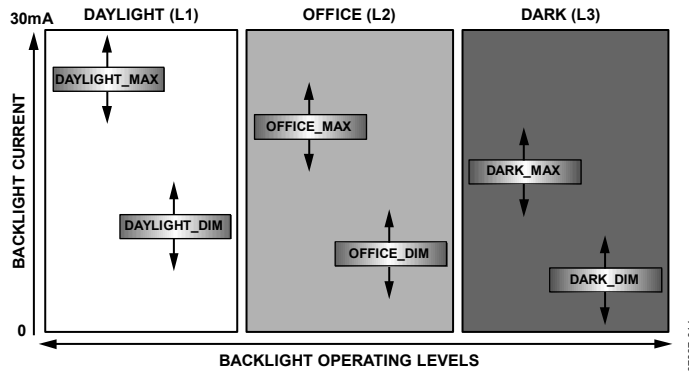 DAYLIGHT (L1)
OFFICE (L2)
DARK (L3)
30mA
BACKLIGHT CURRENT
0
DAYLIGHT_MAX
DAYLIGHT_DIM
OFFICE_MAX
OFFICE_DIM
DARK_MAX
DARK_DIM
BACKLIGHT OPERATING LEVELS